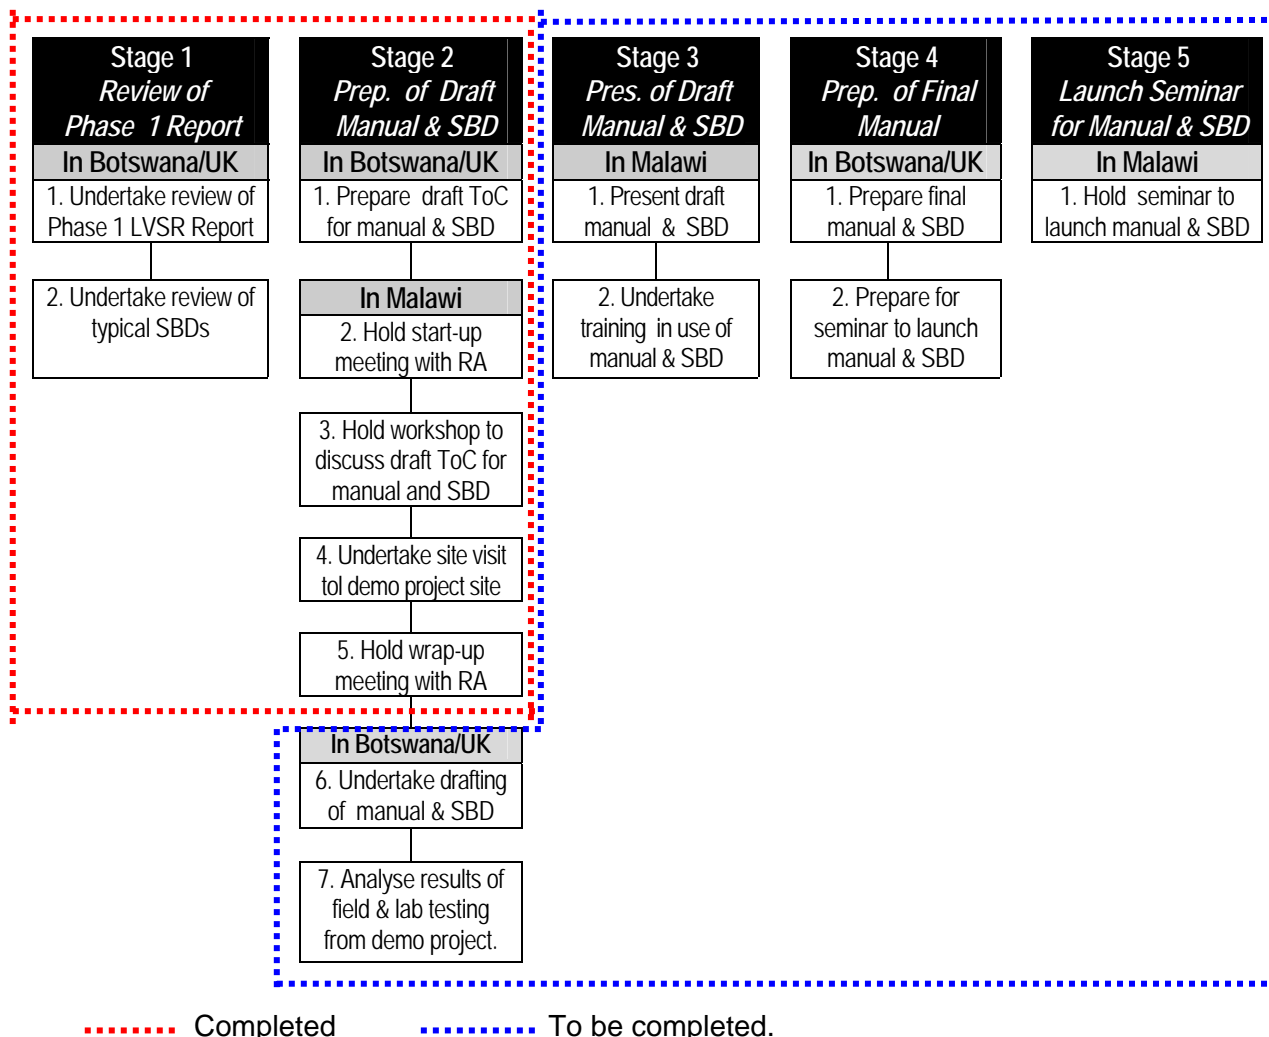 Stage 1
Review of
Phase 1 Report
In Botswana/UK
1. Undertake review of
Phase 1 LVSR Report
2. Undertake review of
typical SBDs
Stage 2
Prep. of Draft
Manual & SBD
In Botswana/UK
1. Prepare draft ToC
for manual & SBD
In Malawi
2. Hold start-up
meeting with RA
3. Hold workshop to
discuss draft ToC for
manual and SBD
4. Undertake site visit
tol demo project site
5. Hold wrap-up
meeting with RA
In Botswana/UK
6. Undertake drafting
of manual & SBD
7. Analyse results of
field & lab testing
from demo project.
Stage 3
Pres. of Draft
Manual & SBD
In Malawi
1. Present draft
manual & SBD
2. Undertake
training in use of
manual & SBD
Stage 4
Prep. of Final
Manual
In Botswana/UK
1. Prepare final
manual & SBD
2. Prepare for
seminar to launch
manual & SBD
Stage 5
Launch Seminar
for Manual & SBD
In Malawi
1. Hold seminar to
launch manual & SBD
Completed
To be completed.